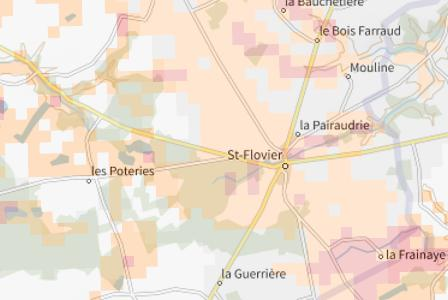 la Bauchetière
le Bois Farraud
Mouline
la Pairaudrie
St-Flovier
les Poteries
la Frainaye
la Guerrière